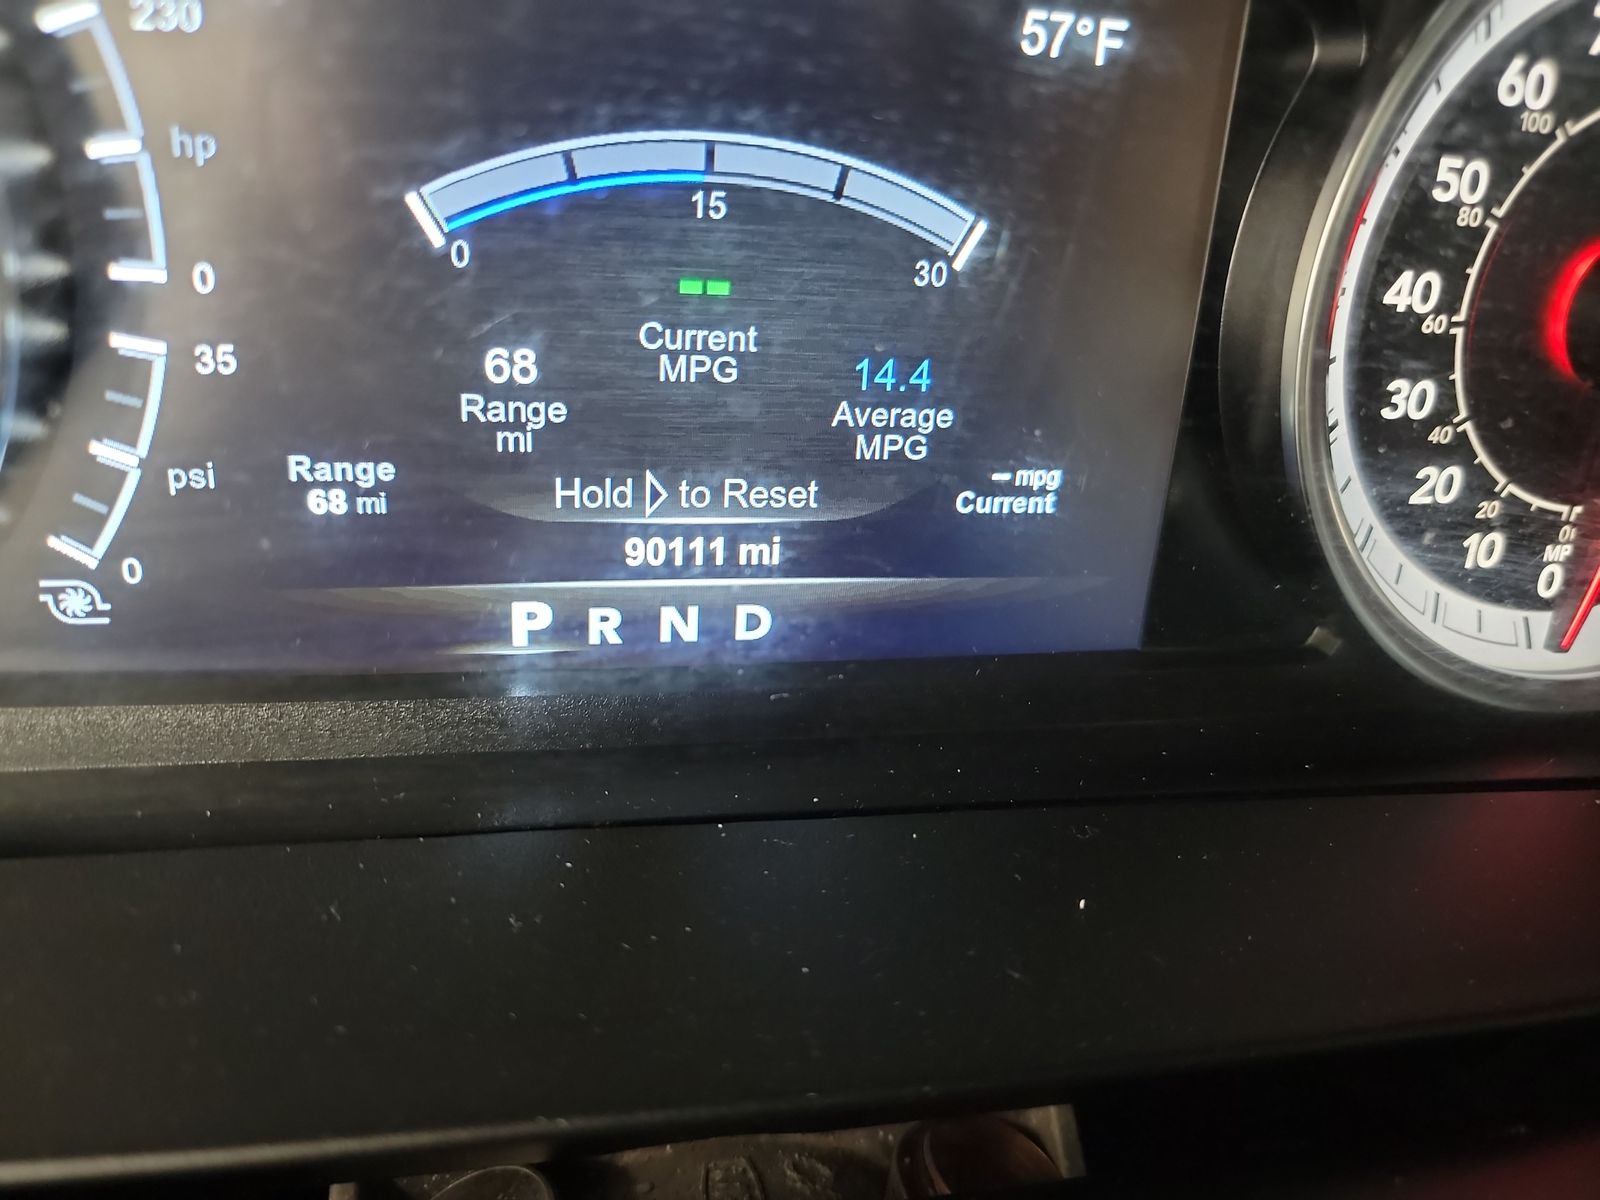 230
57°F
hp
0
15
0
30
35
Current
MPG
68
Range
mi
14.4
Average
MPG
psi
Range
68 mi
Hold ▷ to Reset
-- mpg
Current
90111 mi
0
P R N D
60
100
50
80
40
60
30
40
20
20
10
0
MP
0